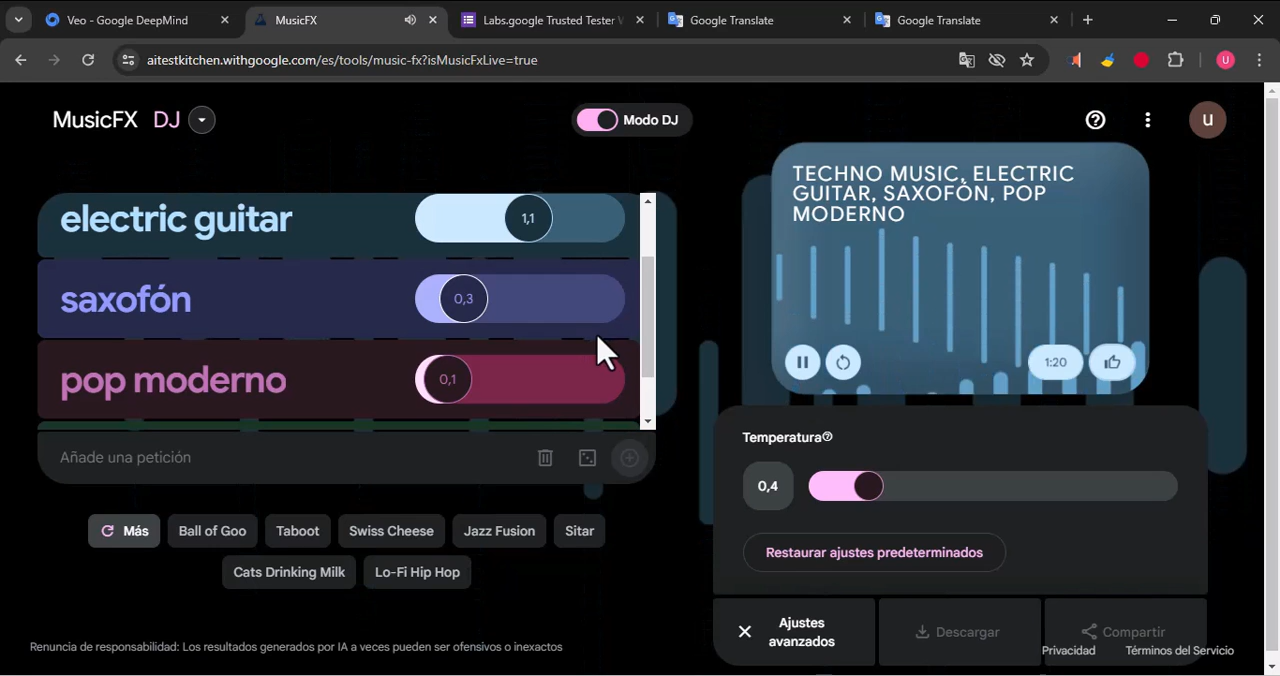 Veo - Google DeepMind
MusicFX
Labs.google Trusted Tester
Google Translate
Google Translate
aitestkitchen.withgoogle.com/es/tools/music-fx?isMusicFxLive=true
U
MusicFX DJ
Modo DJ
u
electric guitar
1,1
saxofón
0,3
pop moderno
0,1
Añade una petición
Más
Ball of Goo
Taboot
Swiss Cheese
Jazz Fusion
Sitar
Cats Drinking Milk
Lo-Fi Hip Hop
TECHNO MUSIC, ELECTRIC
GUITAR, SAXOFÓN, POP
MODERNO
1:20
Temperatura
0,4
Restaurar ajustes predeterminados
Ajustes
avanzados
Descargar
Compartir
Renuncia de responsabilidad: Los resultados generados por IA a veces pueden ser ofensivos o inexactos
Privacidad
Términos del Servicio